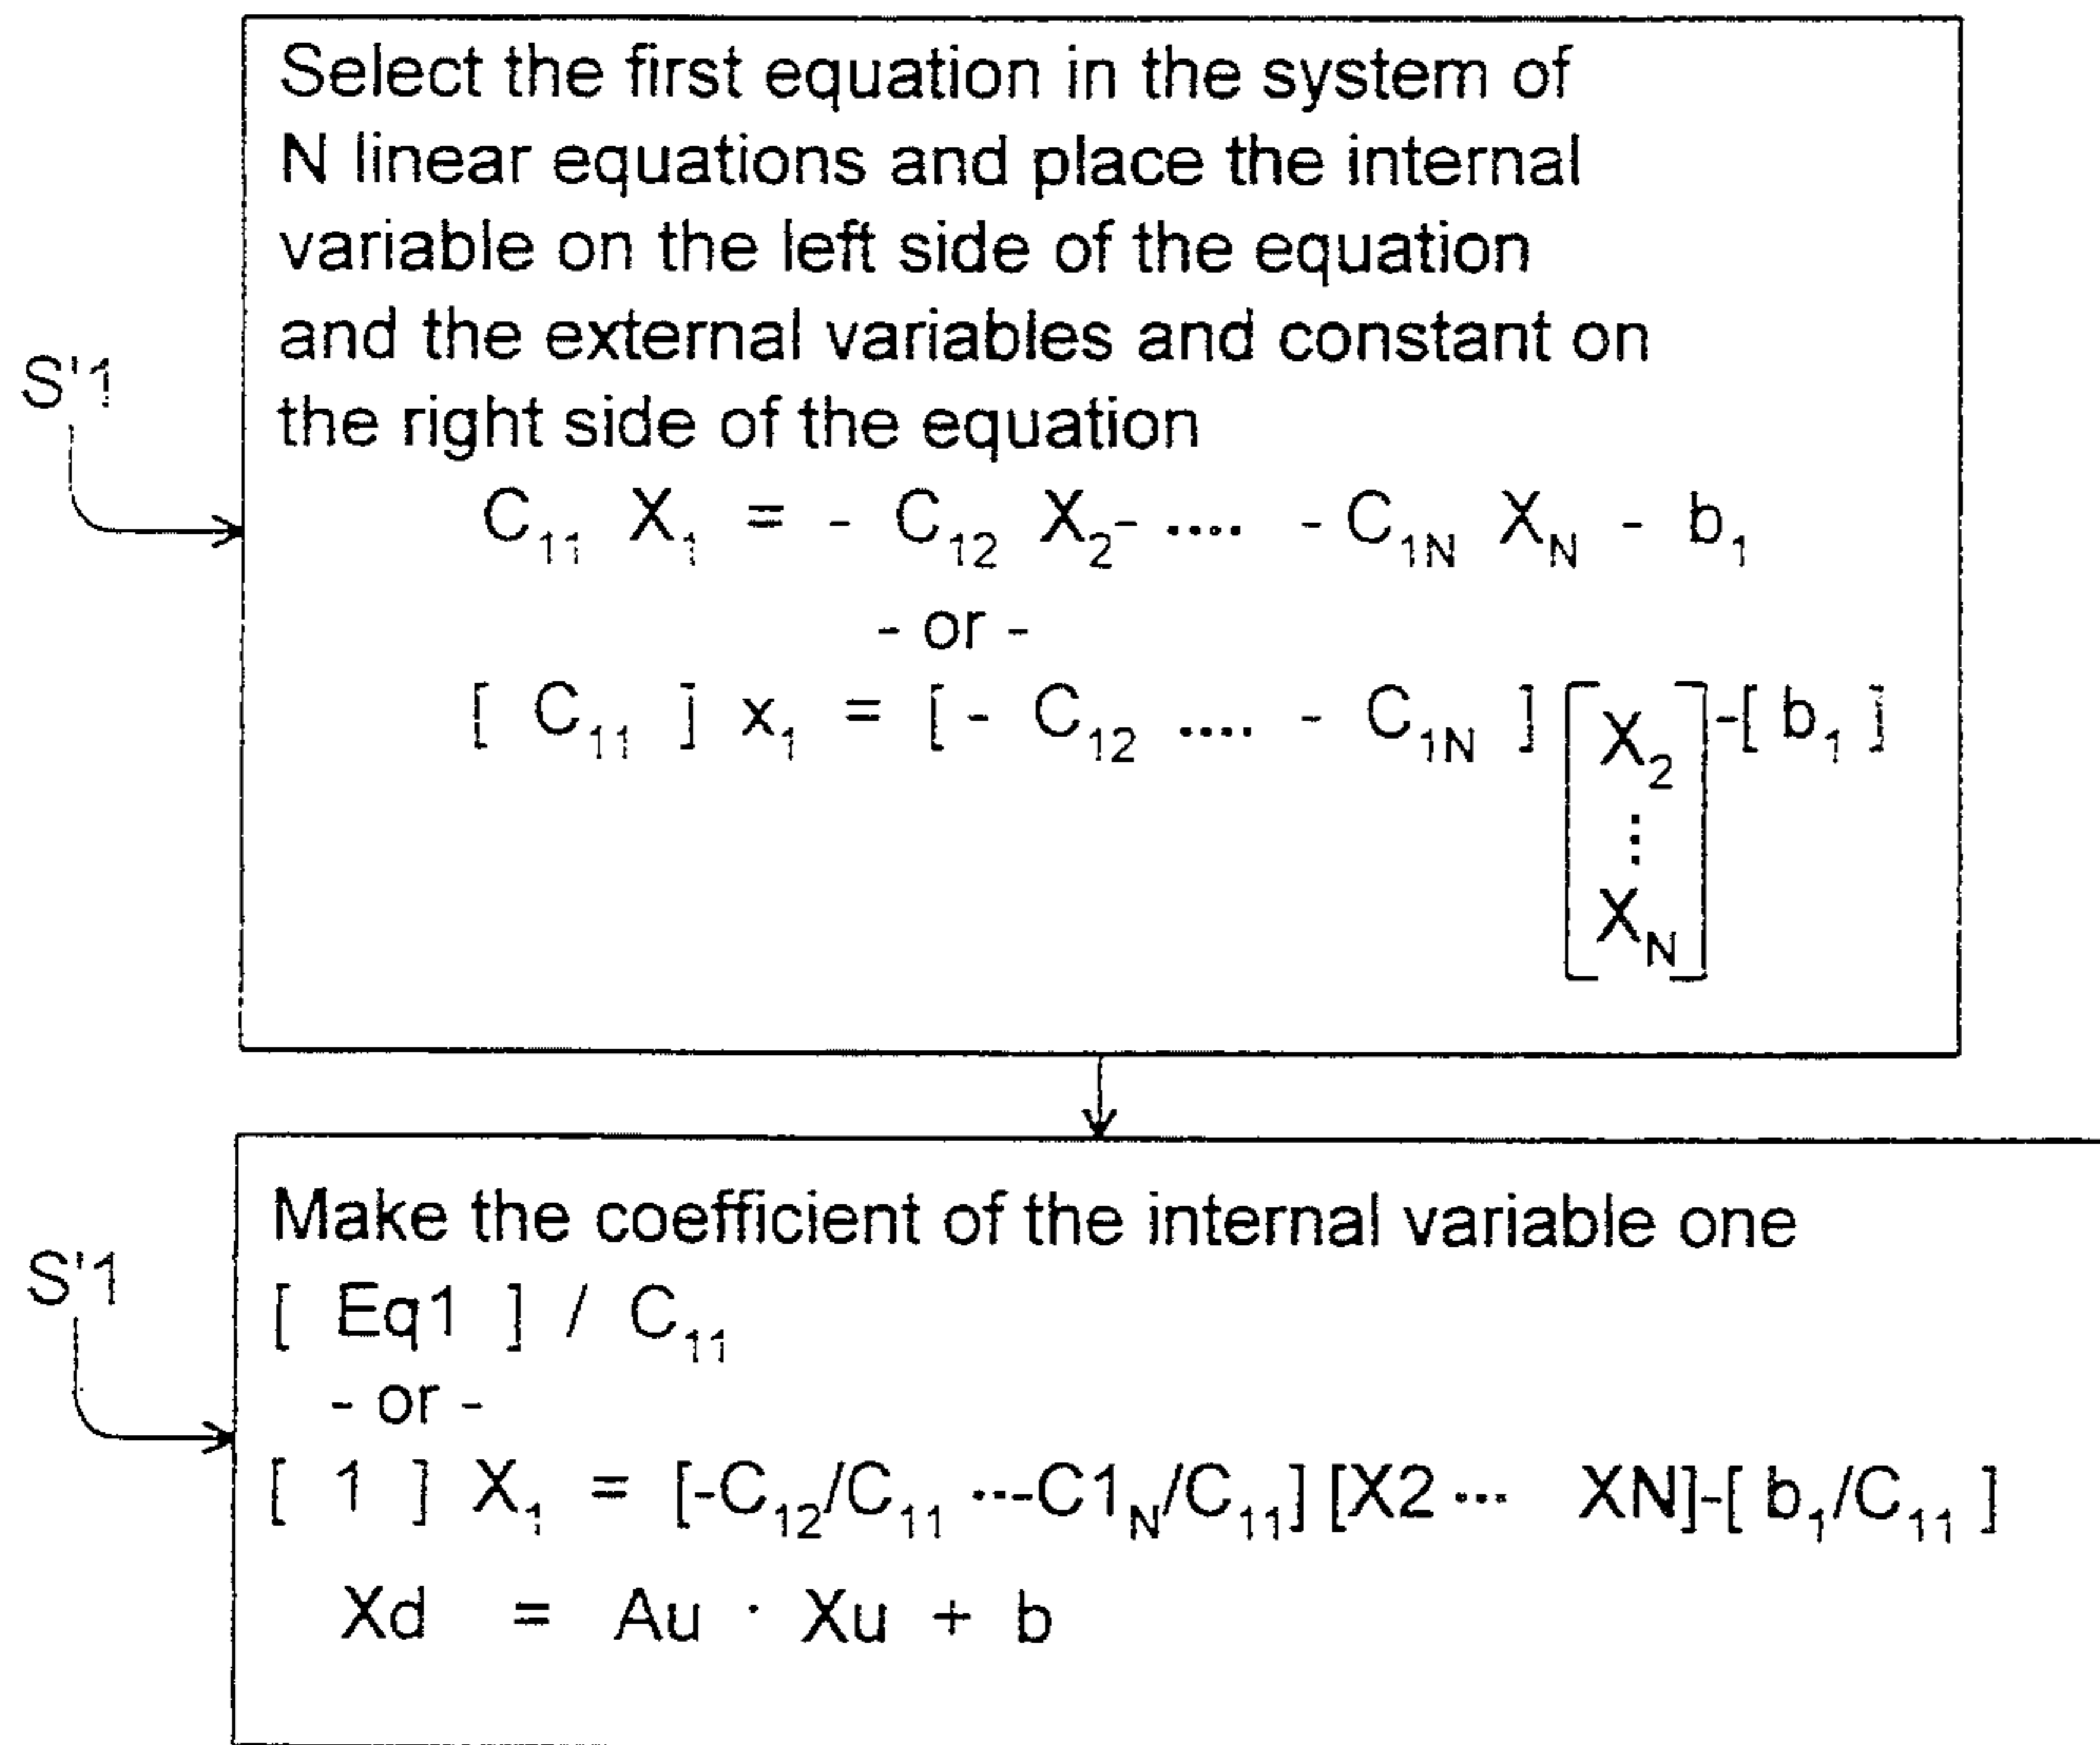 Select the first equation in the system of
N linear equations and place the internal
variable on the left side of the equation
and the external variables and constant on
the right side of the equation
S'1
C₁₁ X₁ = - C₁₂ X₂- .... - C₁N XN - b₁
- or -
[ C₁₁ ] x₁ = [ - C₁₂ .... - C₁N ] [ X₂ ⋮ XN ] -[ b₁ ]
Make the coefficient of the internal variable one
S'1
[ Eq1 ] / C₁₁
- or -
[ 1 ] X₁ = [-C₁₂/C₁₁ ...-C1N/C₁₁] [X2 ... XN]-[ b₁/C₁₁ ]
Xd = Au · Xu + b